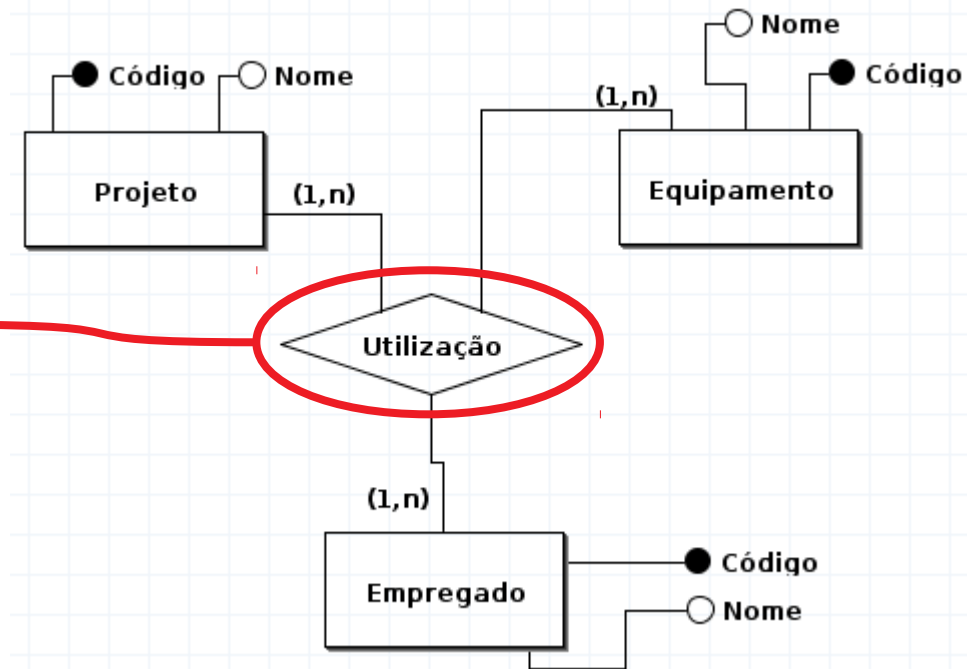 Nome
Código
Nome
Código
(1,n)
Projeto
(1,n)
Equipamento
Utilização
(1,n)
Empregado
Código
Nome